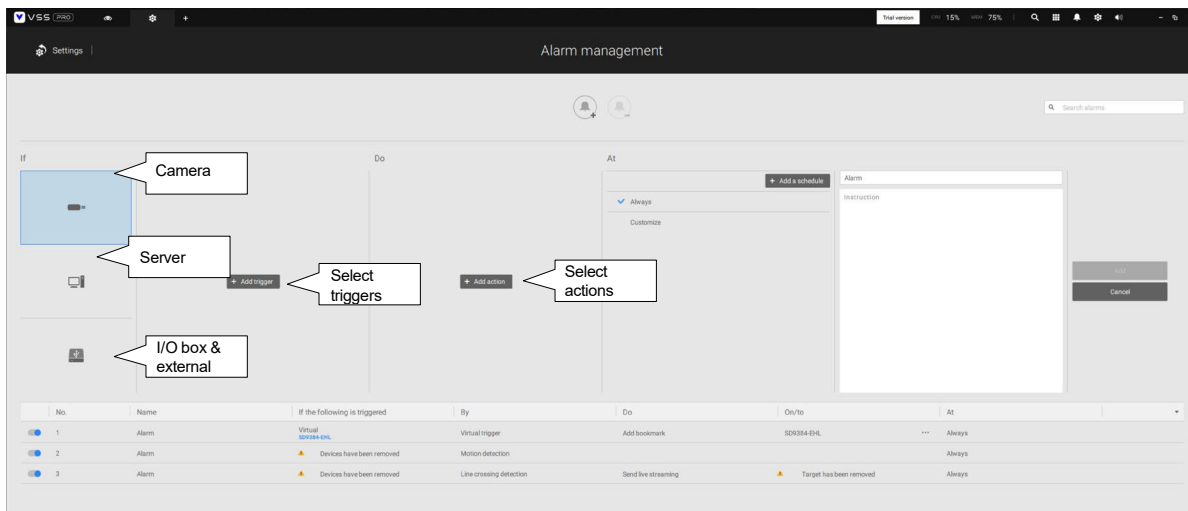 VSS PRO
Trial version
CPU 15% MEM 75%
Settings
Alarm management
Search alarms
If
Do
At
Camera
Server
I/O box &
external
+ Add trigger
Select
triggers
+ Add action
Select
actions
+ Add a schedule
Always
Customize
Alarm
Instruction
Add
Cancel
No. Name If the following is triggered By Do On/to At
1 Alarm Virtual Virtual trigger Add bookmark SD9384-EHL ... Always
SD9384-EHL
2 Alarm Devices have been removed Motion detection Always
3 Alarm Devices have been removed Line crossing detection Send live streaming Target has been removed Always